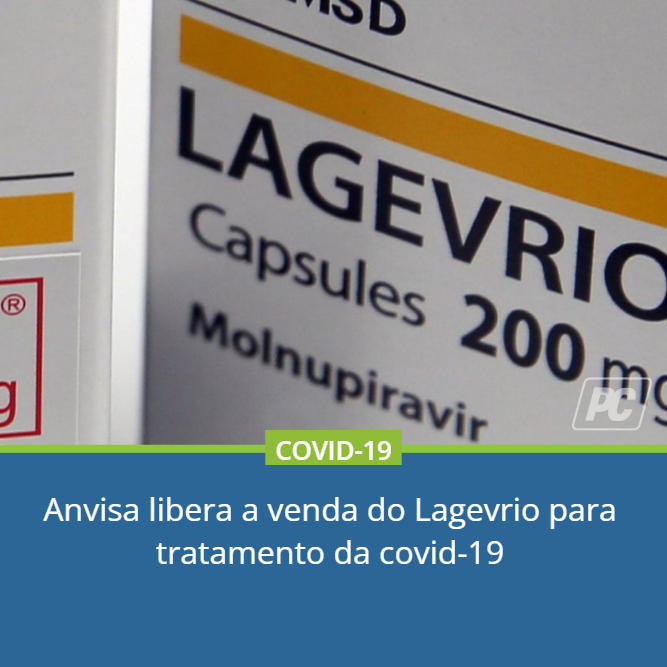 MSD
LAGEVRIO
Capsules 200 mg
Molnupiravir
®
g
PC
COVID-19
Anvisa libera a venda do Lagevrio para
tratamento da covid-19